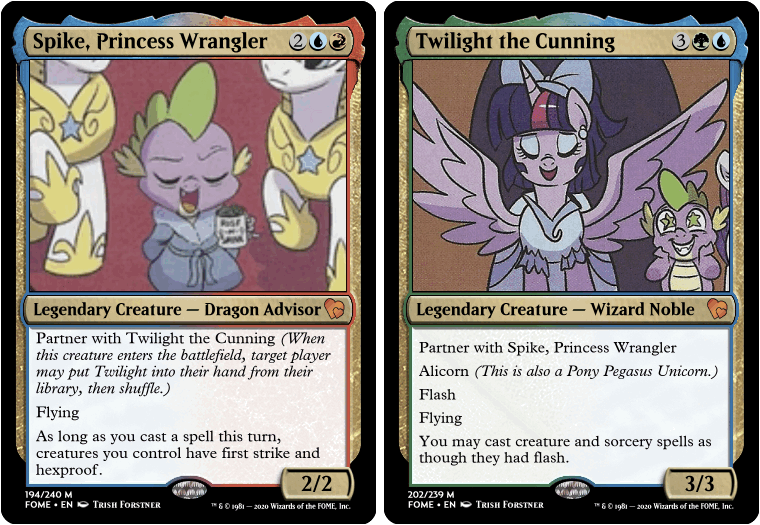 Spike, Princess Wrangler 2
Legendary Creature — Dragon Advisor
Partner with Twilight the Cunning (When
this creature enters the battlefield, target player
may put Twilight into their hand from their
library, then shuffle.)
Flying
As long as you cast a spell this turn,
creatures you control have first strike and
hexproof.
2/2
194/240 M
FOME • EN TRISH FORSTNER
™ & © 1981 — 2020 Wizards of the FOME, Inc.
Twilight the Cunning 3
Legendary Creature — Wizard Noble
Partner with Spike, Princess Wrangler
Alicorn (This is also a Pony Pegasus Unicorn.)
Flash
Flying
You may cast creature and sorcery spells as
though they had flash.
3/3
202/239 M
FOME • EN TRISH FORSTNER
™ & © 1981 — 2020 Wizards of the FOME, Inc.